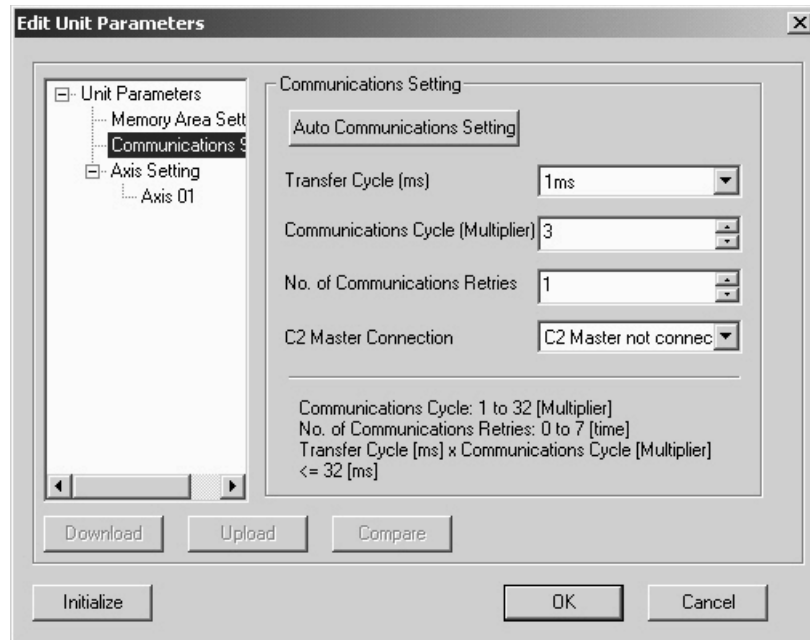 Edit Unit Parameters
Unit Parameters
Memory Area Sett
Communications S
Axis Setting
Axis 01
Communications Setting
Auto Communications Setting
Transfer Cycle (ms) 1ms
Communications Cycle (Multiplier) 3
No. of Communications Retries 1
C2 Master Connection C2 Master not connec
Communications Cycle: 1 to 32 [Multiplier]
No. of Communications Retries: 0 to 7 [time]
Transfer Cycle [ms] x Communications Cycle [Multiplier]
<= 32 [ms]
Download Upload Compare
Initialize OK Cancel